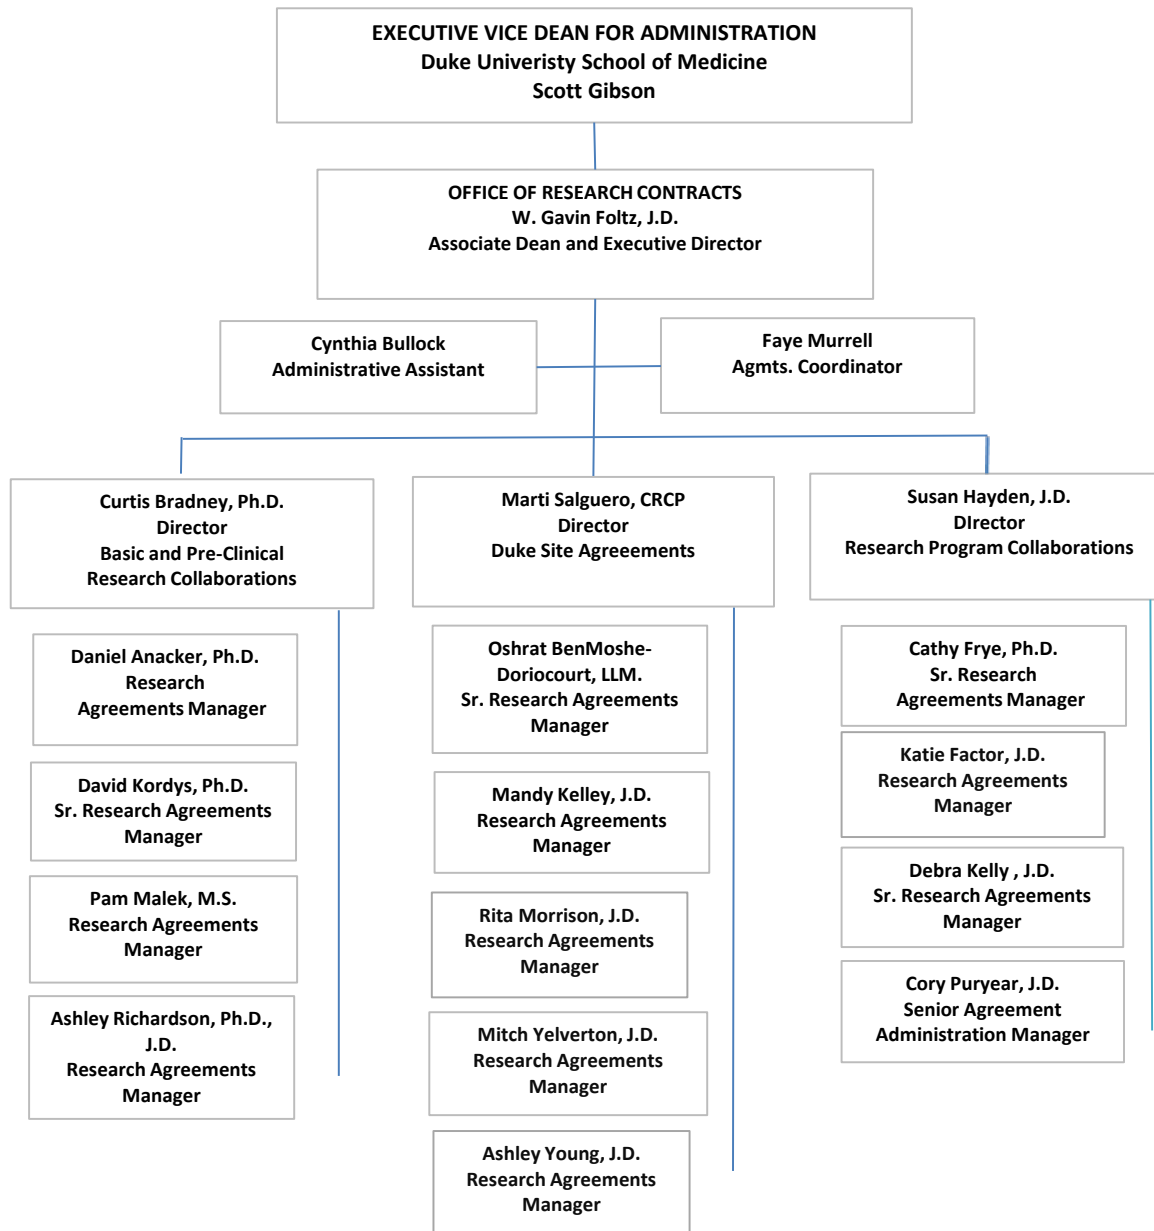 EXECUTIVE VICE DEAN FOR ADMINISTRATION
Duke Univeristy School of Medicine
Scott Gibson
OFFICE OF RESEARCH CONTRACTS
W. Gavin Foltz, J.D.
Associate Dean and Executive Director
Cynthia Bullock
Administrative Assistant
Faye Murrell
Agmts. Coordinator
Curtis Bradney, Ph.D.
Director
Basic and Pre-Clinical
Research Collaborations
Daniel Anacker, Ph.D.
Research
Agreements Manager
David Kordys, Ph.D.
Sr. Research Agreements
Manager
Pam Malek, M.S.
Research Agreements
Manager
Ashley Richardson, Ph.D.,
J.D.
Research Agreements
Manager
Marti Salguero, CRCP
Director
Duke Site Agreeements
Oshrat BenMoshe-
Doriocourt, LLM.
Sr. Research Agreements
Manager
Mandy Kelley, J.D.
Research Agreements
Manager
Rita Morrison, J.D.
Research Agreements
Manager
Mitch Yelverton, J.D.
Research Agreements
Manager
Ashley Young, J.D.
Research Agreements
Manager
Susan Hayden, J.D.
DIrector
Research Program Collaborations
Cathy Frye, Ph.D.
Sr. Research
Agreements Manager
Katie Factor, J.D.
Research Agreements
Manager
Debra Kelly , J.D.
Sr. Research Agreements
Manager
Cory Puryear, J.D.
Senior Agreement
Administration Manager